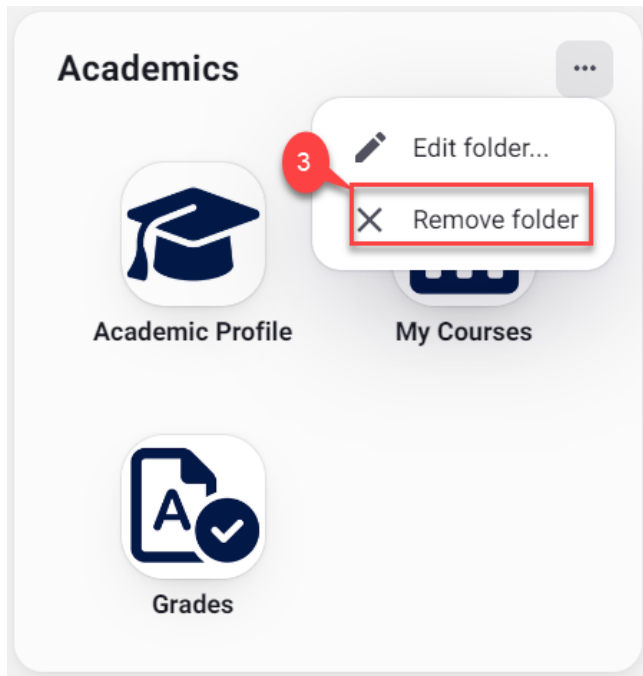 Academics
...
Edit folder...
3
Remove folder
Academic Profile
My Courses
A
Grades